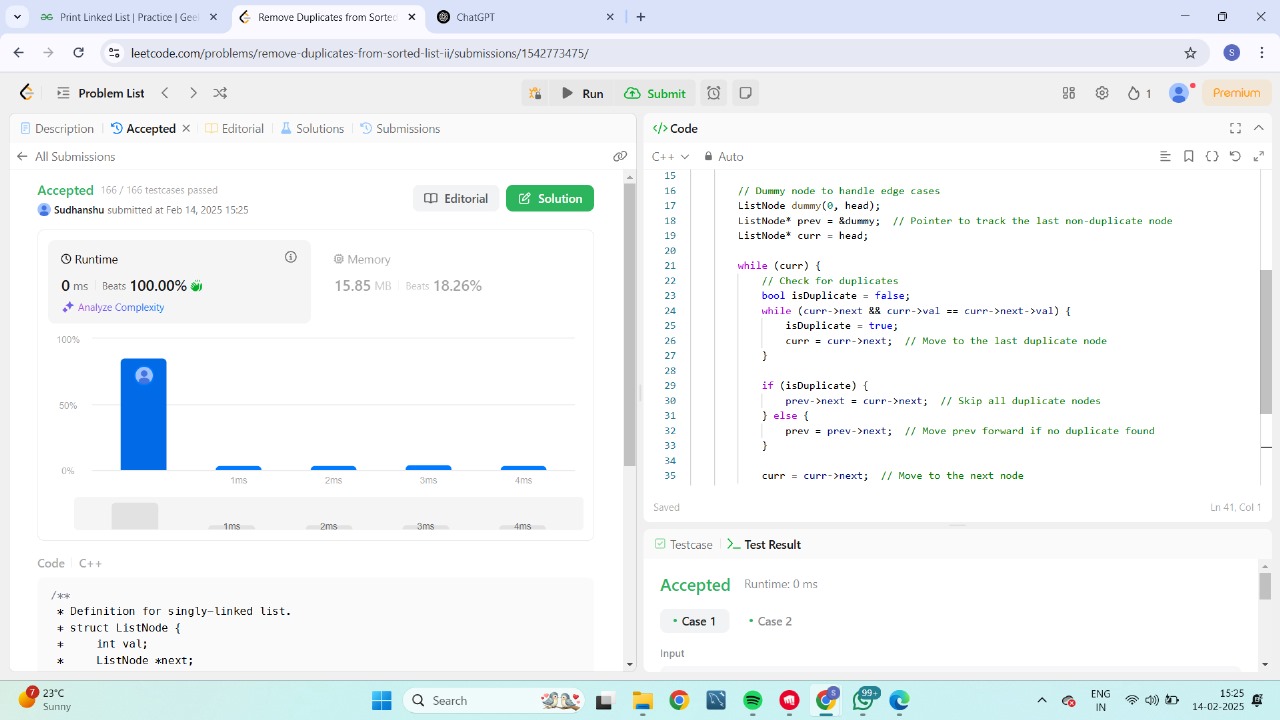 Print Linked List | Practice | Geel
Remove Duplicates from Sorted
ChatGPT
leetcode.com/problems/remove-duplicates-from-sorted-list-ii/submissions/1542773475/
S
Problem List
Run
Submit
1
Premium
Description
Accepted
Editorial
Solutions
Submissions
All Submissions
Accepted 166 / 166 testcases passed
Sudhanshu submitted at Feb 14, 2025 15:25
Editorial
Solution
Runtime
0 ms | Beats 100.00%
Analyze Complexity
Memory
15.85 MB | Beats 18.26%
100%
50%
0%
1ms
2ms
3ms
4ms
1ms
2ms
3ms
4ms
Code | C++
/**
* Definition for singly-linked list.
* struct ListNode {
*     int val;
*     ListNode *next;
</> Code
C++
Auto
15
16 // Dummy node to handle edge cases
17 ListNode dummy(0, head);
18 ListNode* prev = &dummy;  // Pointer to track the last non-duplicate node
19 ListNode* curr = head;
20
21 while (curr) {
22     // Check for duplicates
23     bool isDuplicate = false;
24     while (curr->next && curr->val == curr->next->val) {
25         isDuplicate = true;
26         curr = curr->next;  // Move to the last duplicate node
27     }
28
29     if (isDuplicate) {
30         prev->next = curr->next;  // Skip all duplicate nodes
31     } else {
32         prev = prev->next;  // Move prev forward if no duplicate found
33     }
34
35     curr = curr->next;  // Move to the next node
Saved
Ln 41, Col 1
Testcase
Test Result
Accepted Runtime: 0 ms
Case 1
Case 2
Input
7
23°C
Sunny
Search
S
99+
ENG
IN
15:25
14-02-2025